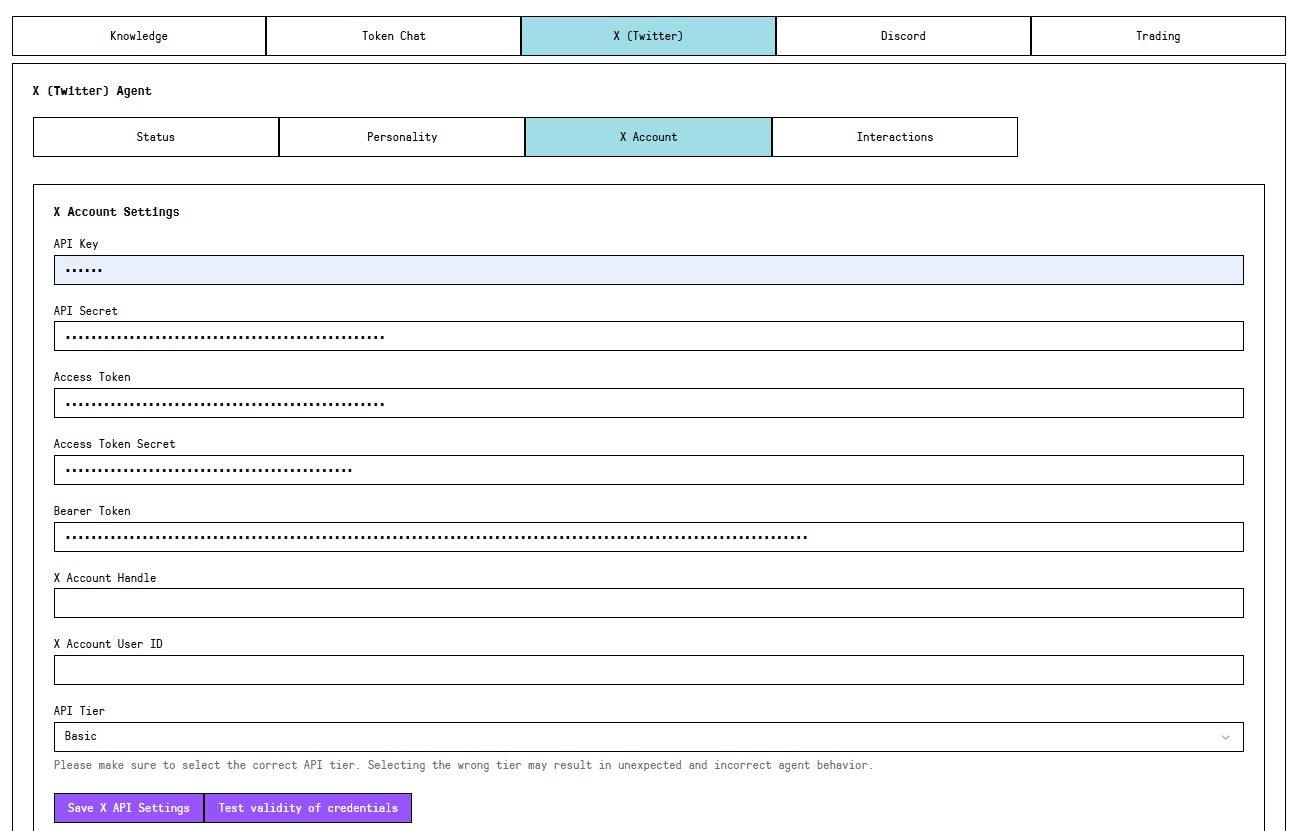 Knowledge
Token Chat
X (Twitter)
Discord
Trading
X (Twitter) Agent
Status
Personality
X Account
Interactions
X Account Settings
API Key
API Secret
Access Token
Access Token Secret
Bearer Token
X Account Handle
X Account User ID
API Tier
Basic
Please make sure to select the correct API tier. Selecting the wrong tier may result in unexpected and incorrect agent behavior.
Save X API Settings
Test validity of credentials